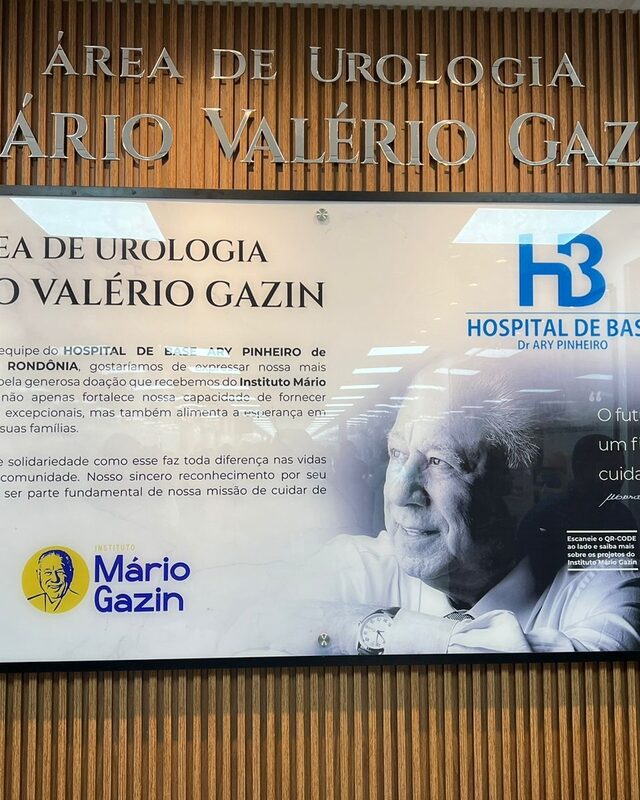 ÁREA DE UROLOGIA
MÁRIO VALÉRIO GAZ
EA DE UROLOGIA
O VALÉRIO GAZIN
equipe do HOSPITAL DE BASE ARY PINHEIRO de
RONDÔNIA, gostaríamos de expressar nossa mais
pela generosa doação que recebemos do Instituto Mário
não apenas fortalece nossa capacidade de fornecer
excepcionais, mas também alimenta a esperança em
suas famílias.
e solidariedade como esse faz toda diferença nas vidas
comunidade. Nosso sincero reconhecimento por seu
ser parte fundamental de nossa missão de cuidar de
INSTITUTO
Mário
Gazin
HB
HOSPITAL DE BAS
Dr ARY PINHEIRO
“
O fut
um fi
cuida
Escaneie o QR-CODE
ao lado e saiba mais
sobre os projetos do
Instituto Mário Gazin